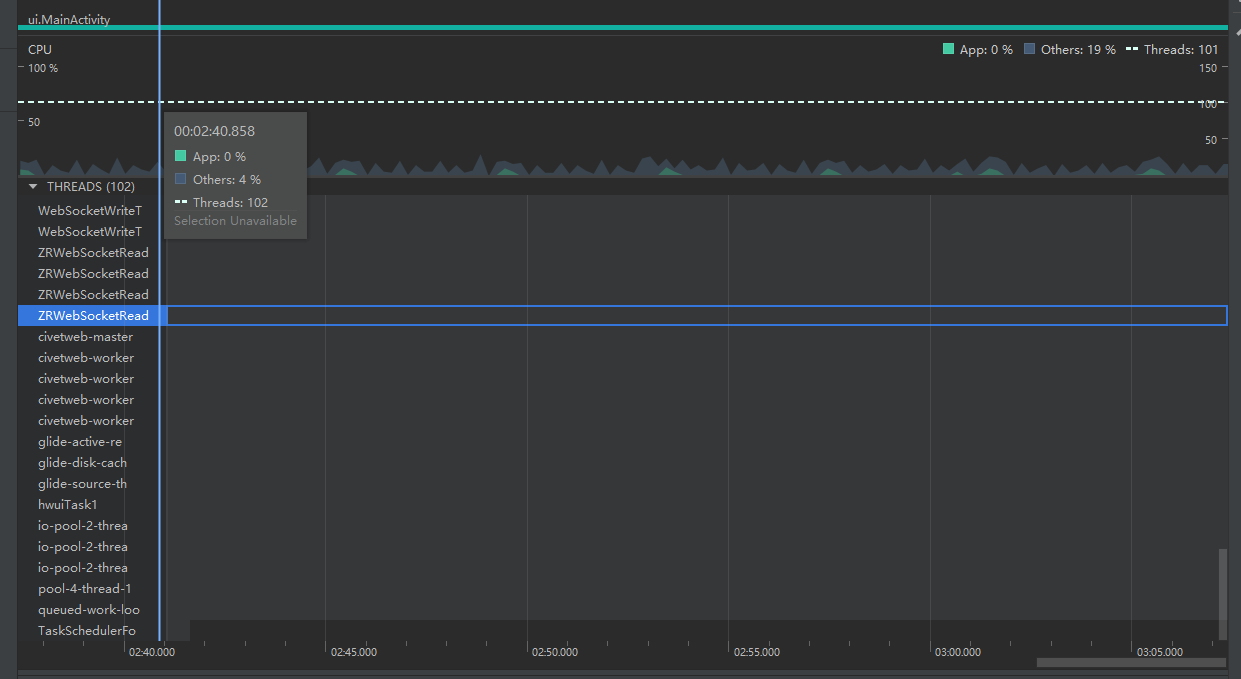 ui.MainActivity
CPU
App: 0 % Others: 19 % Threads: 101
100 %
150
100
50
50
00:02:40.858
App: 0 %
Others: 4 %
Threads: 102
Selection Unavailable
THREADS (102)
WebSocketWriteT
WebSocketWriteT
ZRWebSocketRead
ZRWebSocketRead
ZRWebSocketRead
ZRWebSocketRead
civetweb-master
civetweb-worker
civetweb-worker
civetweb-worker
civetweb-worker
glide-active-re
glide-disk-cach
glide-source-th
hwuiTask1
io-pool-2-threa
io-pool-2-threa
io-pool-2-threa
pool-4-thread-1
queued-work-loo
TaskSchedulerFo
02:40.000 02:45.000 02:50.000 02:55.000 03:00.000 03:05.000